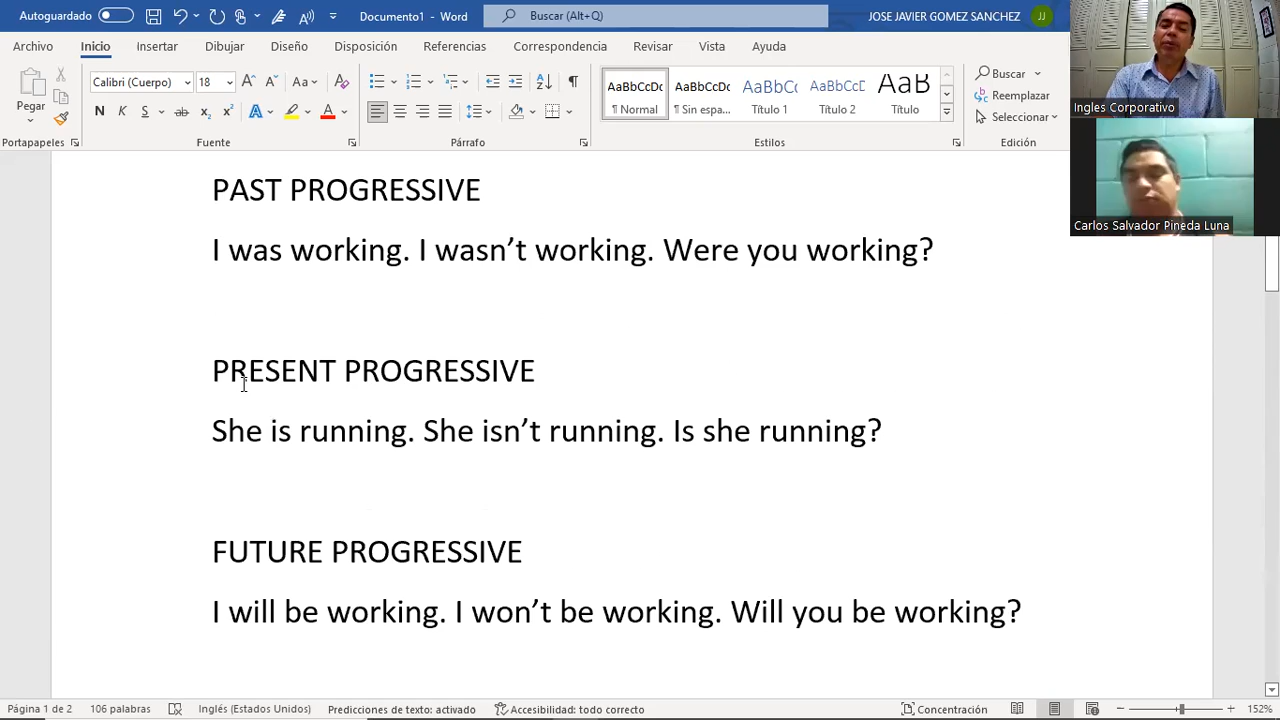 Autoguardado
Documento1 - Word
Buscar (Alt+Q)
JOSE JAVIER GOMEZ SANCHEZ
JJ
Archivo Inicio Insertar Dibujar Diseño Disposición Referencias Correspondencia Revisar Vista Ayuda
Pegar
Calibri (Cuerpo) 18
Portapapeles
Fuente
Párrafo
AaBbCcDc AaBbCcDc AaBbCc AaBbCcD AaB
¶ Normal ¶ Sin espa... Título 1 Título 2 Título
Estilos
Buscar
Reemplazar
Seleccionar
Edición
Ingles Corporativo
Carlos Salvador Pineda Luna
PAST PROGRESSIVE
I was working. I wasn’t working. Were you working?
PRESENT PROGRESSIVE
She is running. She isn’t running. Is she running?
FUTURE PROGRESSIVE
I will be working. I won’t be working. Will you be working?
Página 1 de 2 106 palabras Inglés (Estados Unidos) Predicciones de texto: activado Accesibilidad: todo correcto Concentración 152%